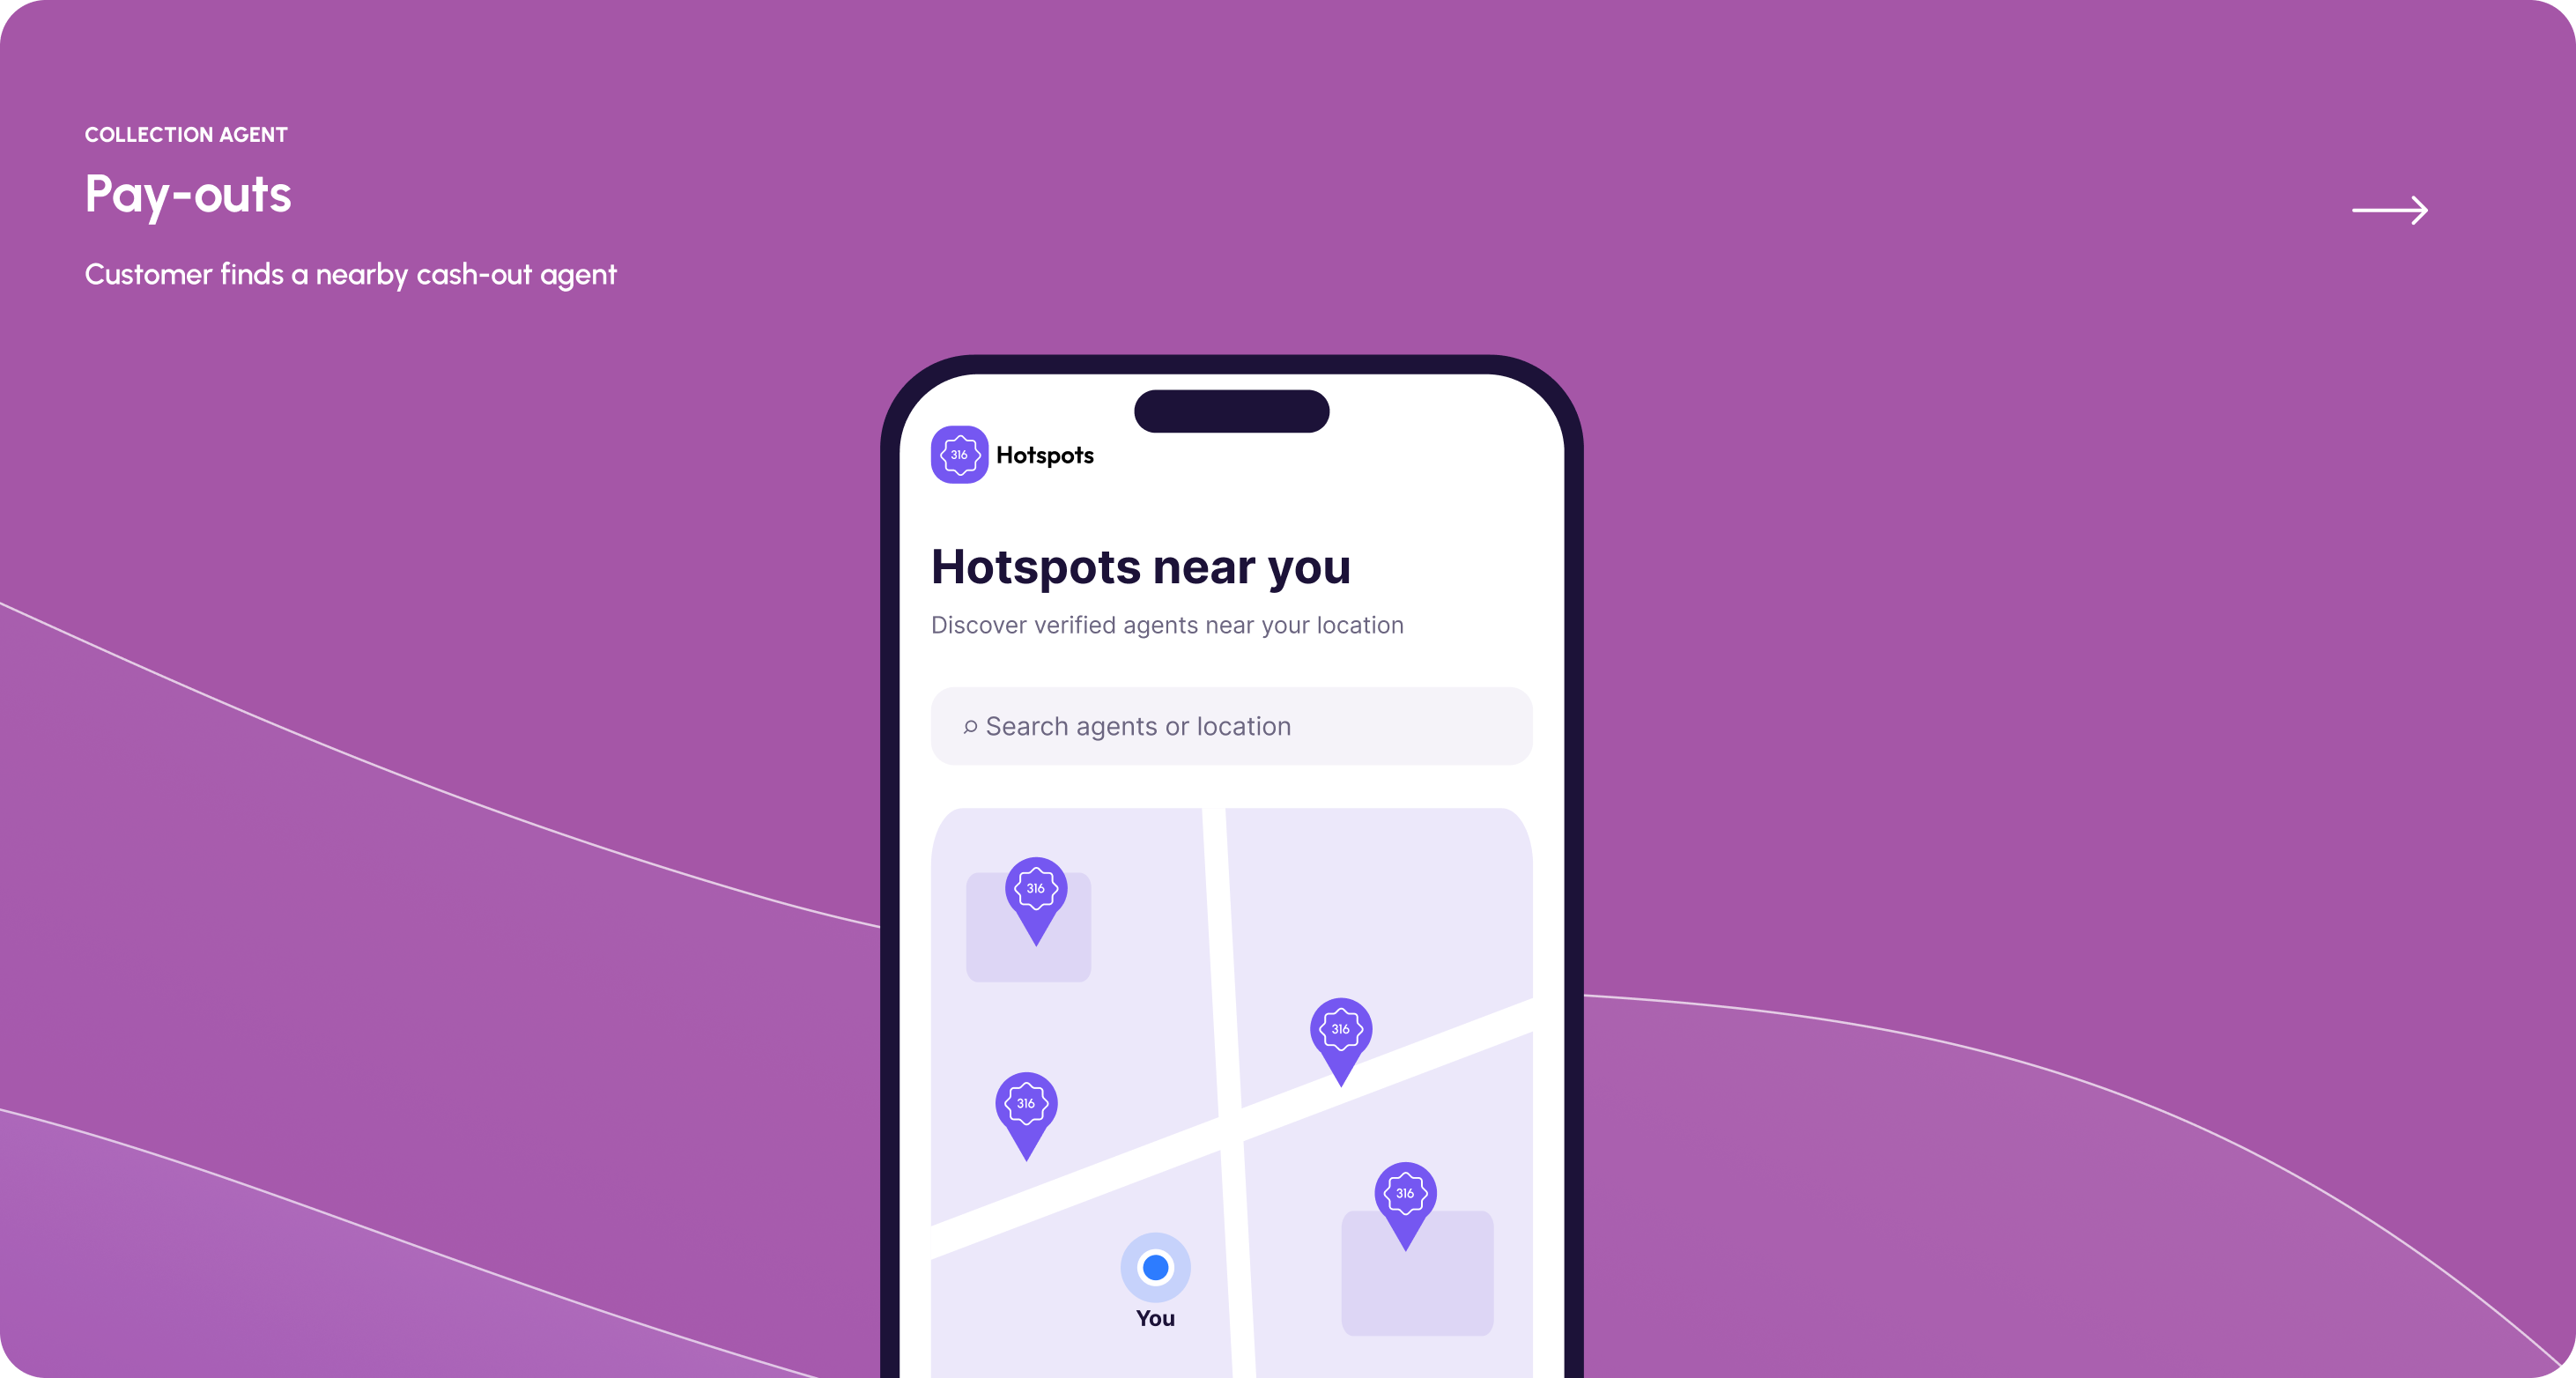 COLLECTION AGENT
Pay-outs
Customer finds a nearby cash-out agent
316 Hotspots
Hotspots near you
Discover verified agents near your location
Search agents or location
316
316
316
316
You